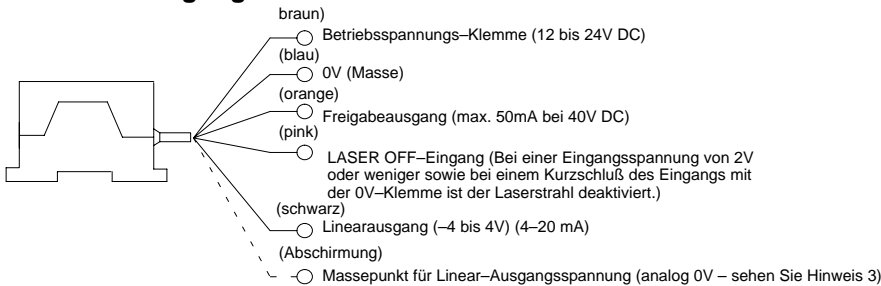 braun)
Betriebsspannungs–Klemme (12 bis 24V DC)
(blau)
0V (Masse)
(orange)
Freigabeausgang (max. 50mA bei 40V DC)
(pink)
LASER OFF–Eingang (Bei einer Eingangsspannung von 2V
oder weniger sowie bei einem Kurzschluß des Eingangs mit
der 0V–Klemme ist der Laserstrahl deaktiviert.)
(schwarz)
Linearausgang (–4 bis 4V) (4–20 mA)
(Abschirmung)
Massepunkt für Linear–Ausgangsspannung (analog 0V – sehen Sie Hinweis 3)